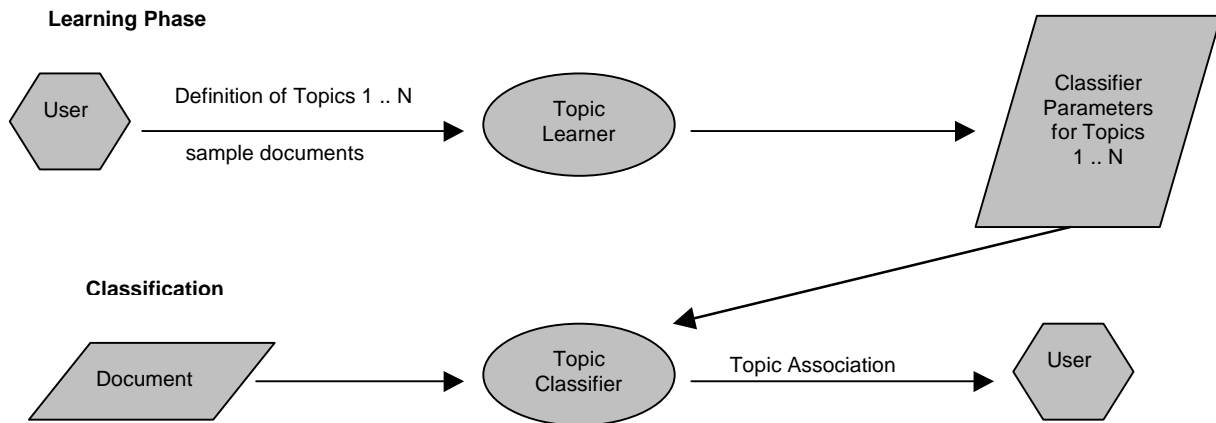 Learning Phase
User
Definition of Topics 1 .. N
sample documents
Topic
Learner
Classifier
Parameters
for Topics
1 .. N
Classification
Document
Topic
Classifier
Topic Association
User